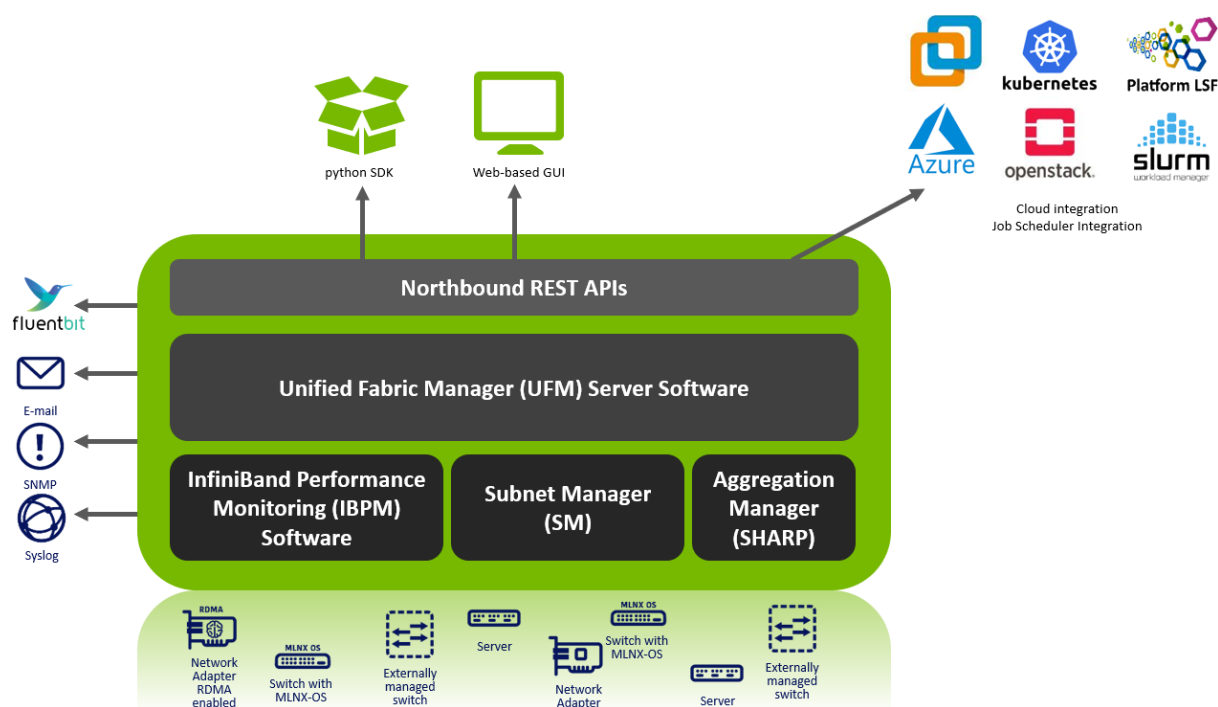 kubernetes
Platform LSF
Azure
openstack.
slurm
workload manager
Cloud integration
Job Scheduler Integration
python SDK
Web-based GUI
Northbound REST APIs
fluentbit
Unified Fabric Manager (UFM) Server Software
E-mail
SNMP
Syslog
InfiniBand Performance
Monitoring (IBPM)
Software
Subnet Manager
(SM)
Aggregation
Manager
(SHARP)
RDMA
Network
Adapter
RDMA
enabled
MLNX OS
Switch with
MLNX-OS
Externally
managed
switch
Server
Network
Adapter
MLNX OS
Switch with
MLNX-OS
Server
Externally
managed
switch